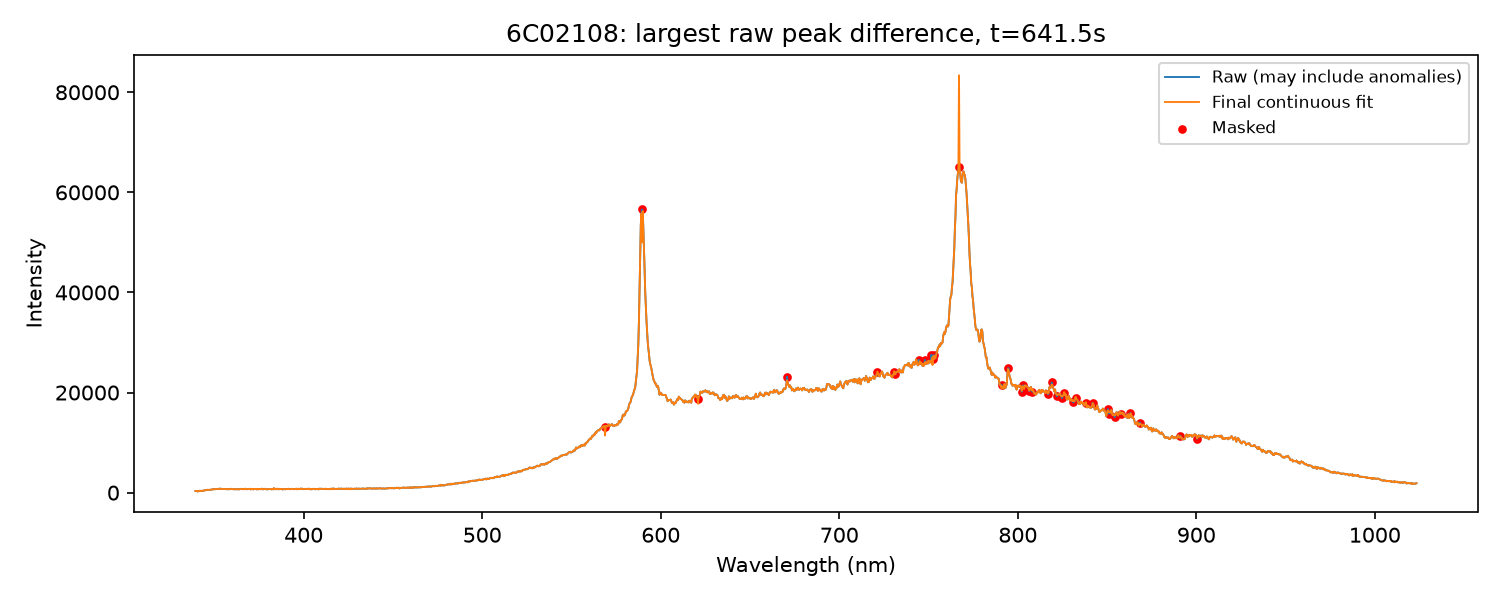 6C02108: largest raw peak difference, t=641.5s
Raw (may include anomalies)
Final continuous fit
Masked
80000
60000
40000
20000
0
Intensity
400 500 600 700 800 900 1000
Wavelength (nm)